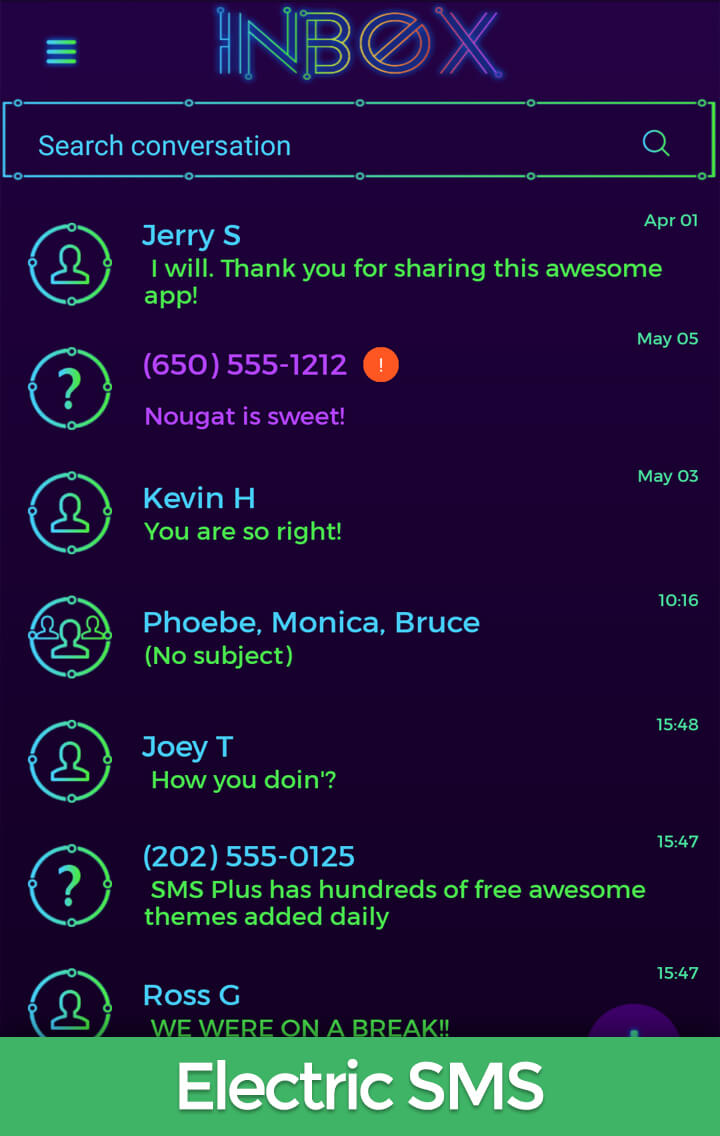 INBOX
Search conversation
Apr 01
Jerry S
I will. Thank you for sharing this awesome
app!
May 05
(650) 555-1212 !
Nougat is sweet!
May 03
Kevin H
You are so right!
10:16
Phoebe, Monica, Bruce
(No subject)
15:48
Joey T
How you doin'?
15:47
(202) 555-0125
SMS Plus has hundreds of free awesome
themes added daily
15:47
Ross G
WE WERE ON A BREAK!!
Electric SMS